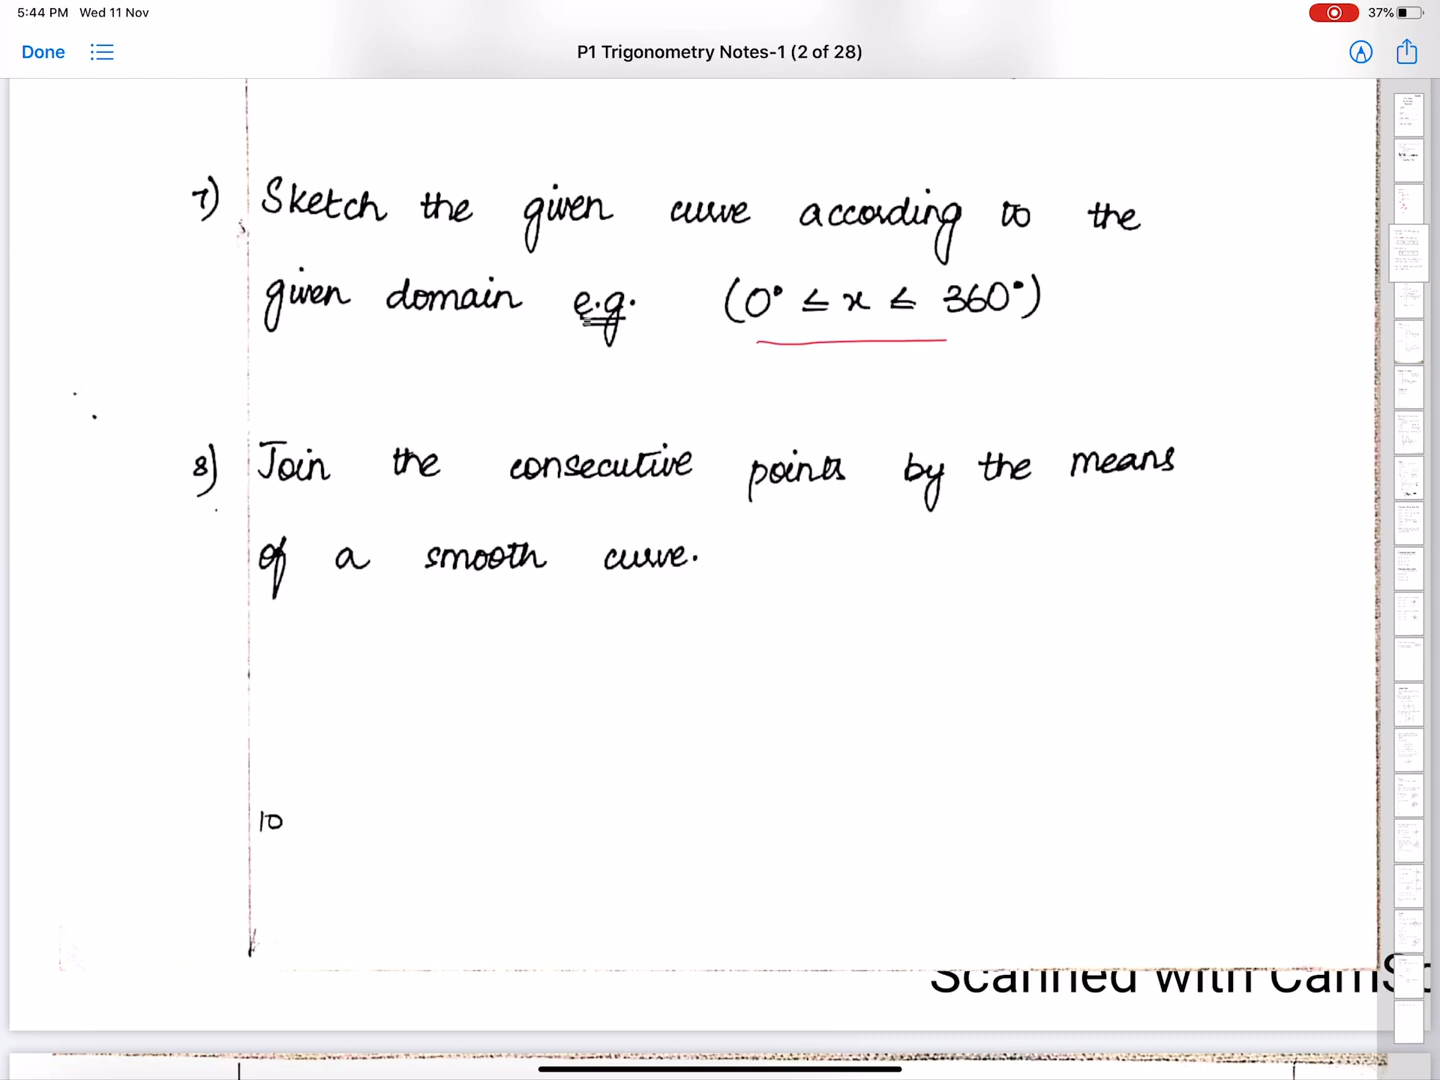 5:44 PM Wed 11 Nov
37%
Done
P1 Trigonometry Notes-1 (2 of 28)
7) Sketch the given curve according to the
given domain e.g. (0° ≤ x ≤ 360°)
8) Join the consecutive points by the means
of a smooth curve.
10
Scanned with CamSc